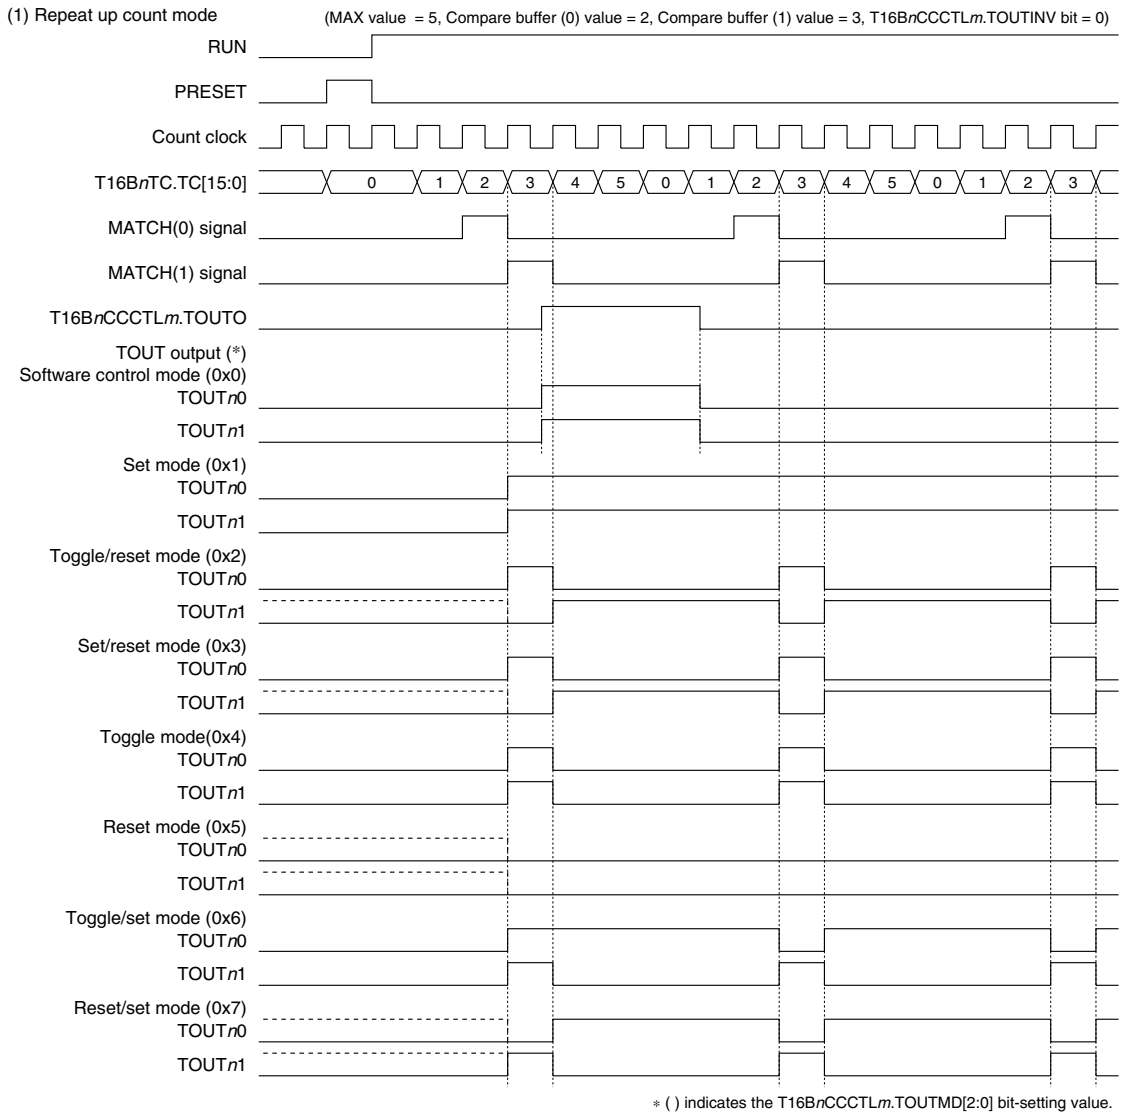 (1) Repeat up count mode
(MAX value = 5, Compare buffer (0) value = 2, Compare buffer (1) value = 3, T16BnCCCTLm.TOUTINV bit = 0)
RUN
PRESET
Count clock
T16BnTC.TC[15:0] 0 1 2 3 4 5 0 1 2 3 4 5 0 1 2 3
MATCH(0) signal
MATCH(1) signal
T16BnCCCTLm.TOUTO
TOUT output (*)
Software control mode (0x0)
TOUTn0
TOUTn1
Set mode (0x1)
TOUTn0
TOUTn1
Toggle/reset mode (0x2)
TOUTn0
TOUTn1
Set/reset mode (0x3)
TOUTn0
TOUTn1
Toggle mode(0x4)
TOUTn0
TOUTn1
Reset mode (0x5)
TOUTn0
TOUTn1
Toggle/set mode (0x6)
TOUTn0
TOUTn1
Reset/set mode (0x7)
TOUTn0
TOUTn1
* ( ) indicates the T16BnCCCTLm.TOUTMD[2:0] bit-setting value.